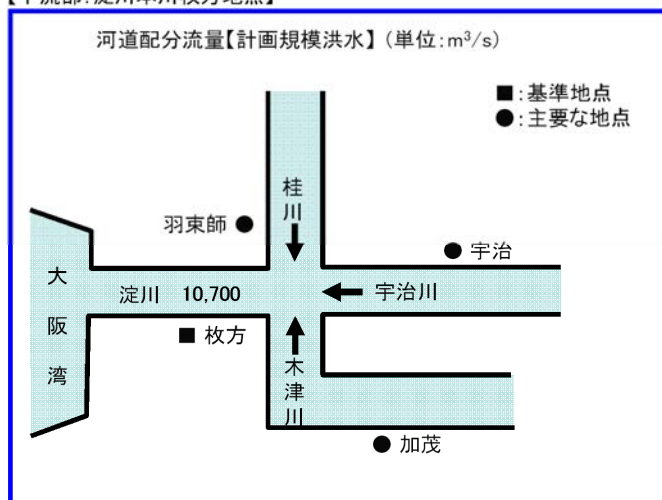 河道配分流量【計画規模洪水】(単位:m³/s)
■:基準地点
●:主要な地点
桂川
羽束師 ●
● 宇治
大阪湾
淀川 10,700
宇治川
■ 枚方
木津川
● 加茂